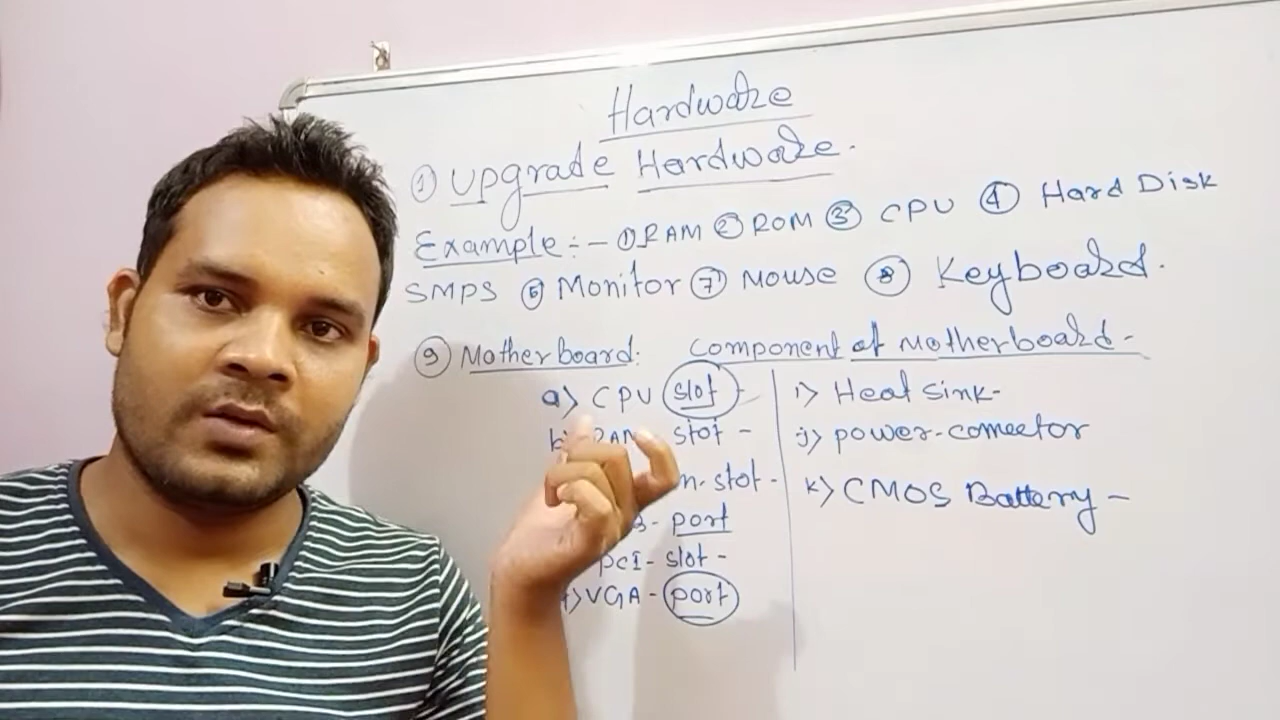 Hardware
① Upgrade Hardware.
Example:- ① RAM ② ROM ③ CPU ④ Hard Disk
SMPS ⑥ Monitor ⑦ Mouse ⑧ Keyboard.
⑨ Motherboard: Component of Motherboard-
a) CPU slot -
slot -
slot -
port
PCI- slot -
VGA - port
i) Heat sink-
j) power-connector
k) CMOS Battery -